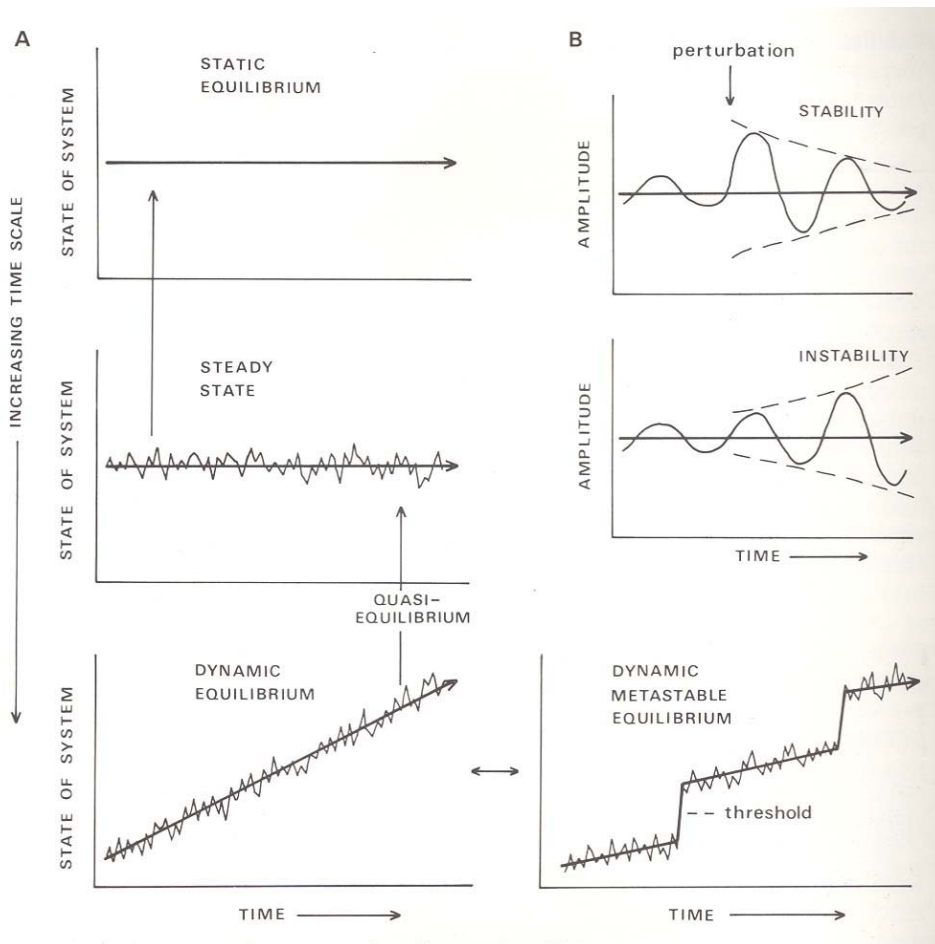 A
STATIC
EQUILIBRIUM
STATE OF SYSTEM
INCREASING TIME SCALE
STEADY
STATE
STATE OF SYSTEM
QUASI-
EQUILIBRIUM
DYNAMIC
EQUILIBRIUM
STATE OF SYSTEM
TIME
B
perturbation
STABILITY
AMPLITUDE
INSTABILITY
AMPLITUDE
TIME
DYNAMIC
METASTABLE
EQUILIBRIUM
threshold
TIME